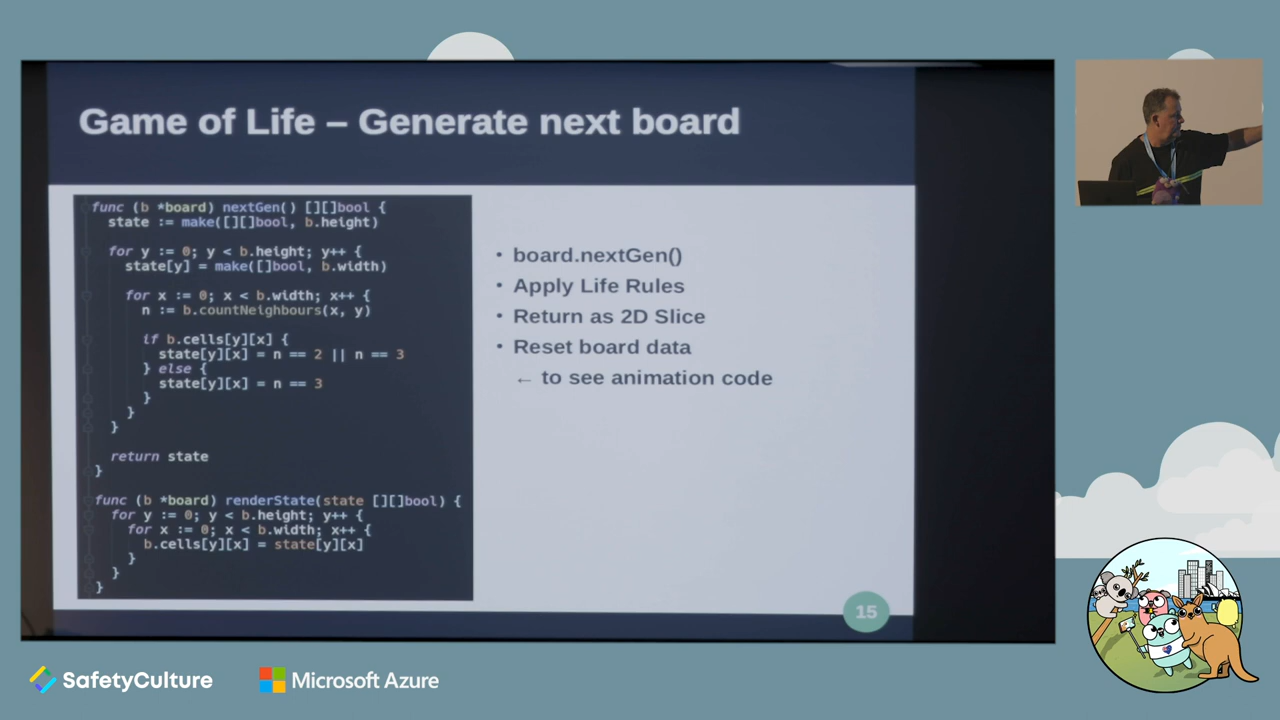 Game of Life – Generate next board
func (b *board) nextGen() [][]bool {
state := make([][]bool, b.height)
for y := 0; y < b.height; y++ {
state[y] = make([]bool, b.width)
for x := 0; x < b.width; x++ {
n := b.countNeighbours(x, y)
if b.cells[y][x] {
state[y][x] = n == 2 || n == 3
} else {
state[y][x] = n == 3
}
}
}
return state
}
func (b *board) renderState(state [][]bool) {
for y := 0; y < b.height; y++ {
for x := 0; x < b.width; x++ {
b.cells[y][x] = state[y][x]
}
}
}
• board.nextGen()
• Apply Life Rules
• Return as 2D Slice
• Reset board data
← to see animation code
15
SafetyCulture
Microsoft Azure